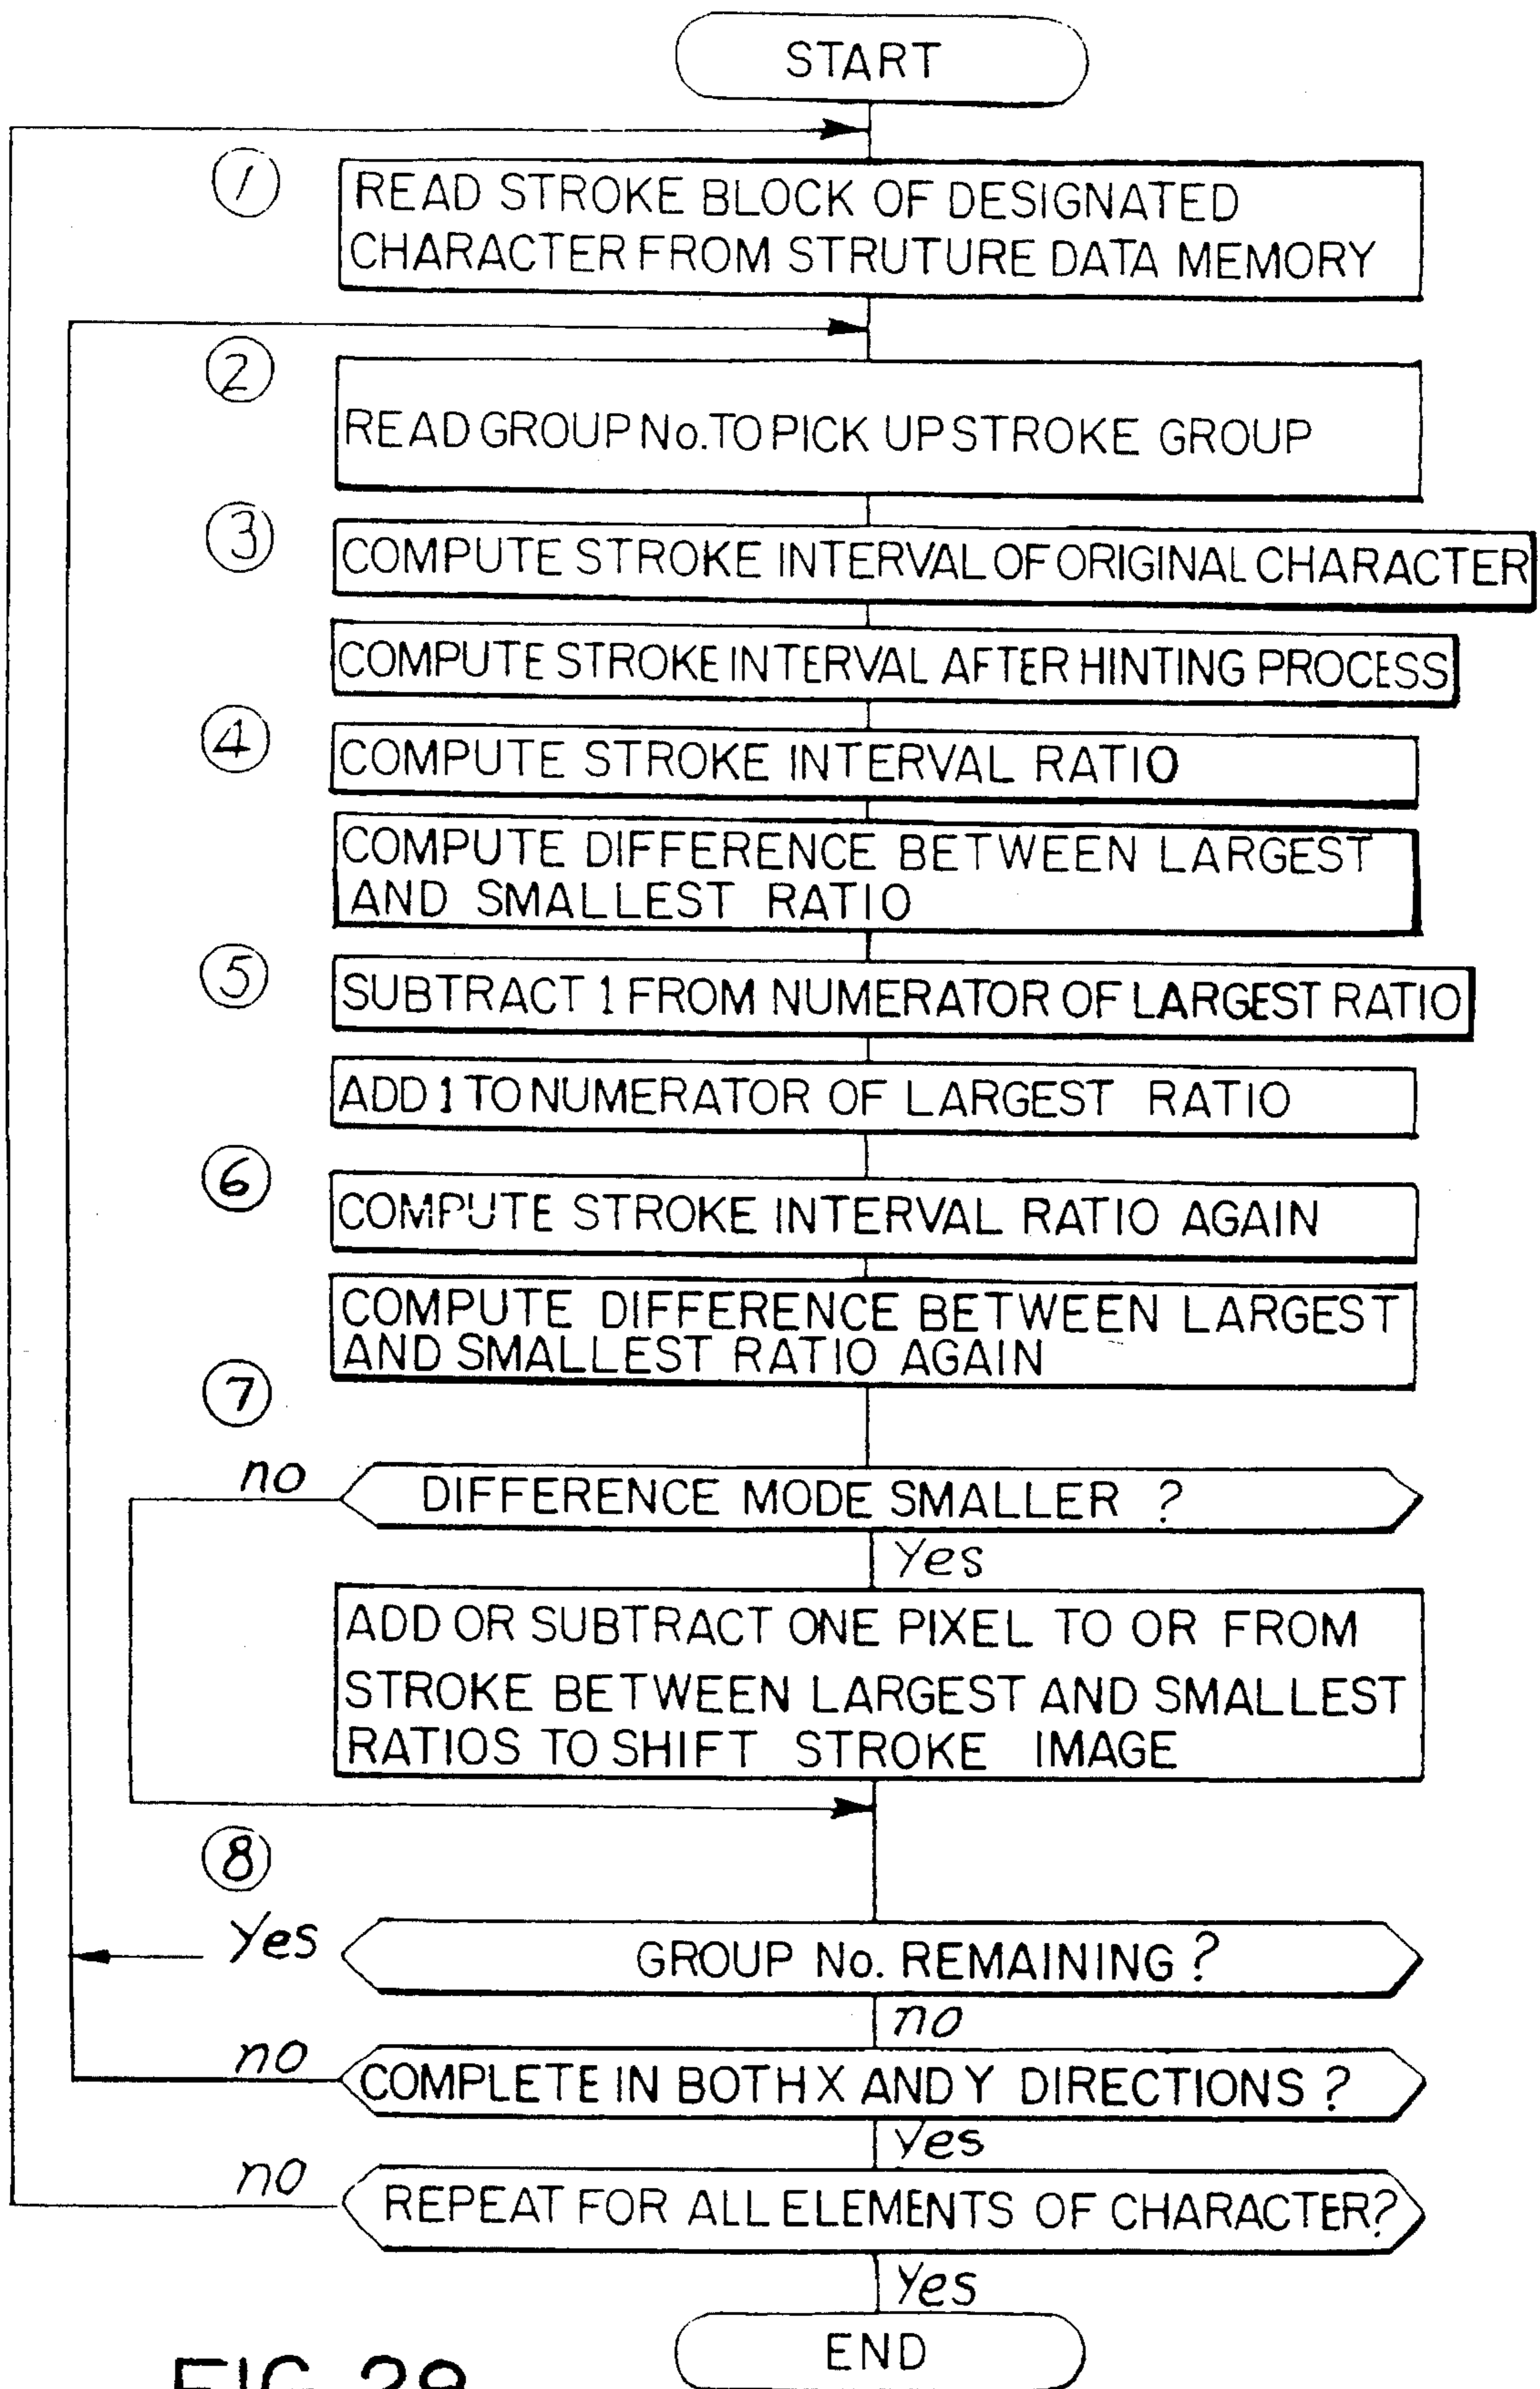 START
①
READ STROKE BLOCK OF DESIGNATED
CHARACTER FROM STRUTURE DATA MEMORY
②
READ GROUP No. TO PICK UP STROKE GROUP
③
COMPUTE STROKE INTERVAL OF ORIGINAL CHARACTER
COMPUTE STROKE INTERVAL AFTER HINTING PROCESS
④
COMPUTE STROKE INTERVAL RATIO
COMPUTE DIFFERENCE BETWEEN LARGEST
AND SMALLEST RATIO
⑤
SUBTRACT 1 FROM NUMERATOR OF LARGEST RATIO
ADD 1 TO NUMERATOR OF LARGEST RATIO
⑥
COMPUTE STROKE INTERVAL RATIO AGAIN
COMPUTE DIFFERENCE BETWEEN LARGEST
AND SMALLEST RATIO AGAIN
⑦
no
DIFFERENCE MODE SMALLER ?
Yes
ADD OR SUBTRACT ONE PIXEL TO OR FROM
STROKE BETWEEN LARGEST AND SMALLEST
RATIOS TO SHIFT STROKE IMAGE
⑧
Yes
GROUP No. REMAINING ?
no
no
COMPLETE IN BOTH X AND Y DIRECTIONS ?
Yes
no
REPEAT FOR ALL ELEMENTS OF CHARACTER?
Yes
END